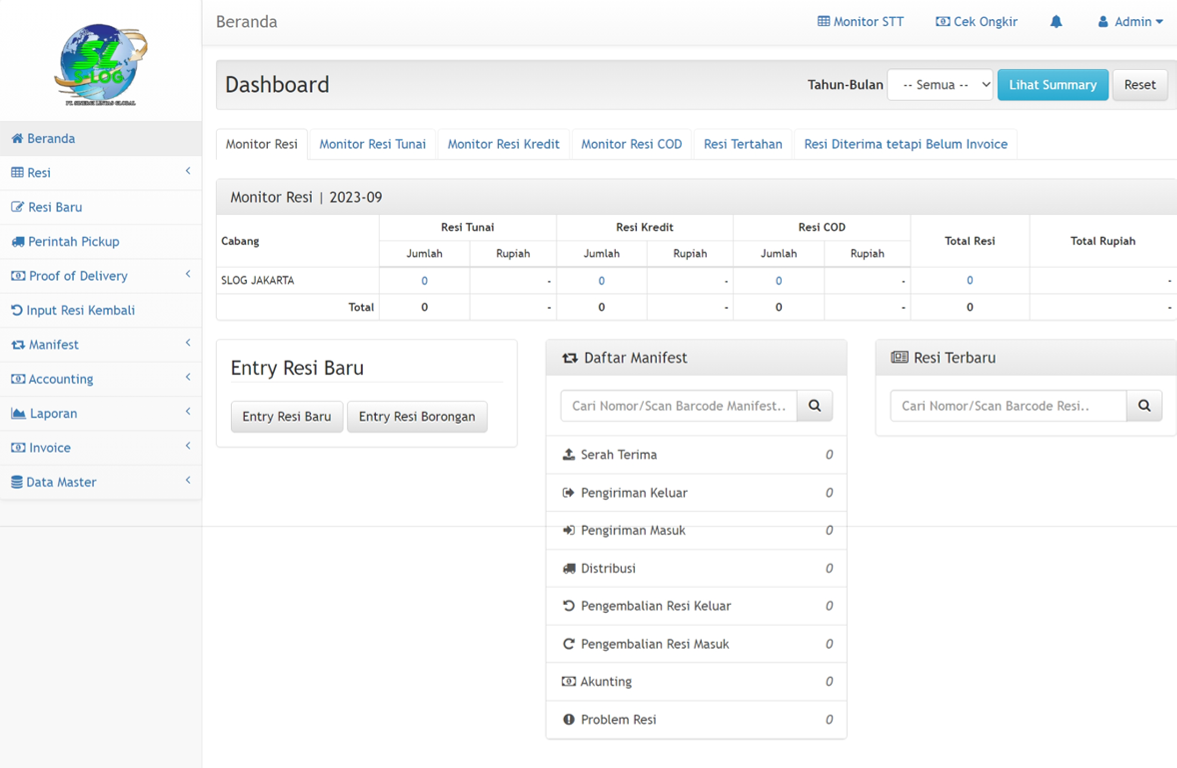 SL
S-LOG
PT. SINERGI LINTAS GLOBAL
Beranda
Monitor STT
Cek Ongkir
Admin
Dashboard
Tahun-Bulan
-- Semua --
Lihat Summary
Reset
Beranda
Resi
Resi Baru
Perintah Pickup
Proof of Delivery
Input Resi Kembali
Manifest
Accounting
Laporan
Invoice
Data Master
Monitor Resi
Monitor Resi Tunai
Monitor Resi Kredit
Monitor Resi COD
Resi Tertahan
Resi Diterima tetapi Belum Invoice
Monitor Resi | 2023-09
Cabang
Resi Tunai
Resi Kredit
Resi COD
Total Resi
Total Rupiah
Jumlah
Rupiah
Jumlah
Rupiah
Jumlah
Rupiah
SLOG JAKARTA 0 - 0 - 0 - 0 -
Total 0 - 0 - 0 - 0 -
Entry Resi Baru
Entry Resi Baru
Entry Resi Borongan
Daftar Manifest
Cari Nomor/Scan Barcode Manifest..
Serah Terima 0
Pengiriman Keluar 0
Pengiriman Masuk 0
Distribusi 0
Pengembalian Resi Keluar 0
Pengembalian Resi Masuk 0
Akunting 0
Problem Resi 0
Resi Terbaru
Cari Nomor/Scan Barcode Resi..